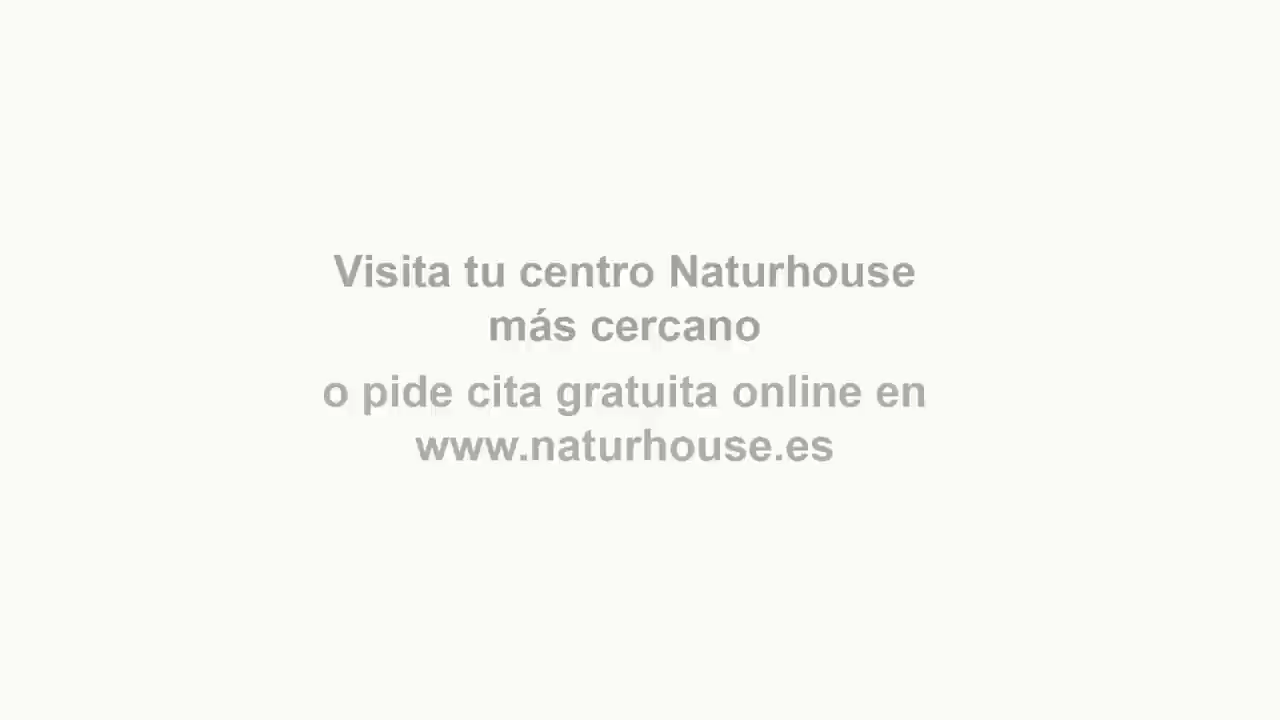 Visita tu centro Naturhouse
más cercano
o pide cita gratuita online en
www.naturhouse.es